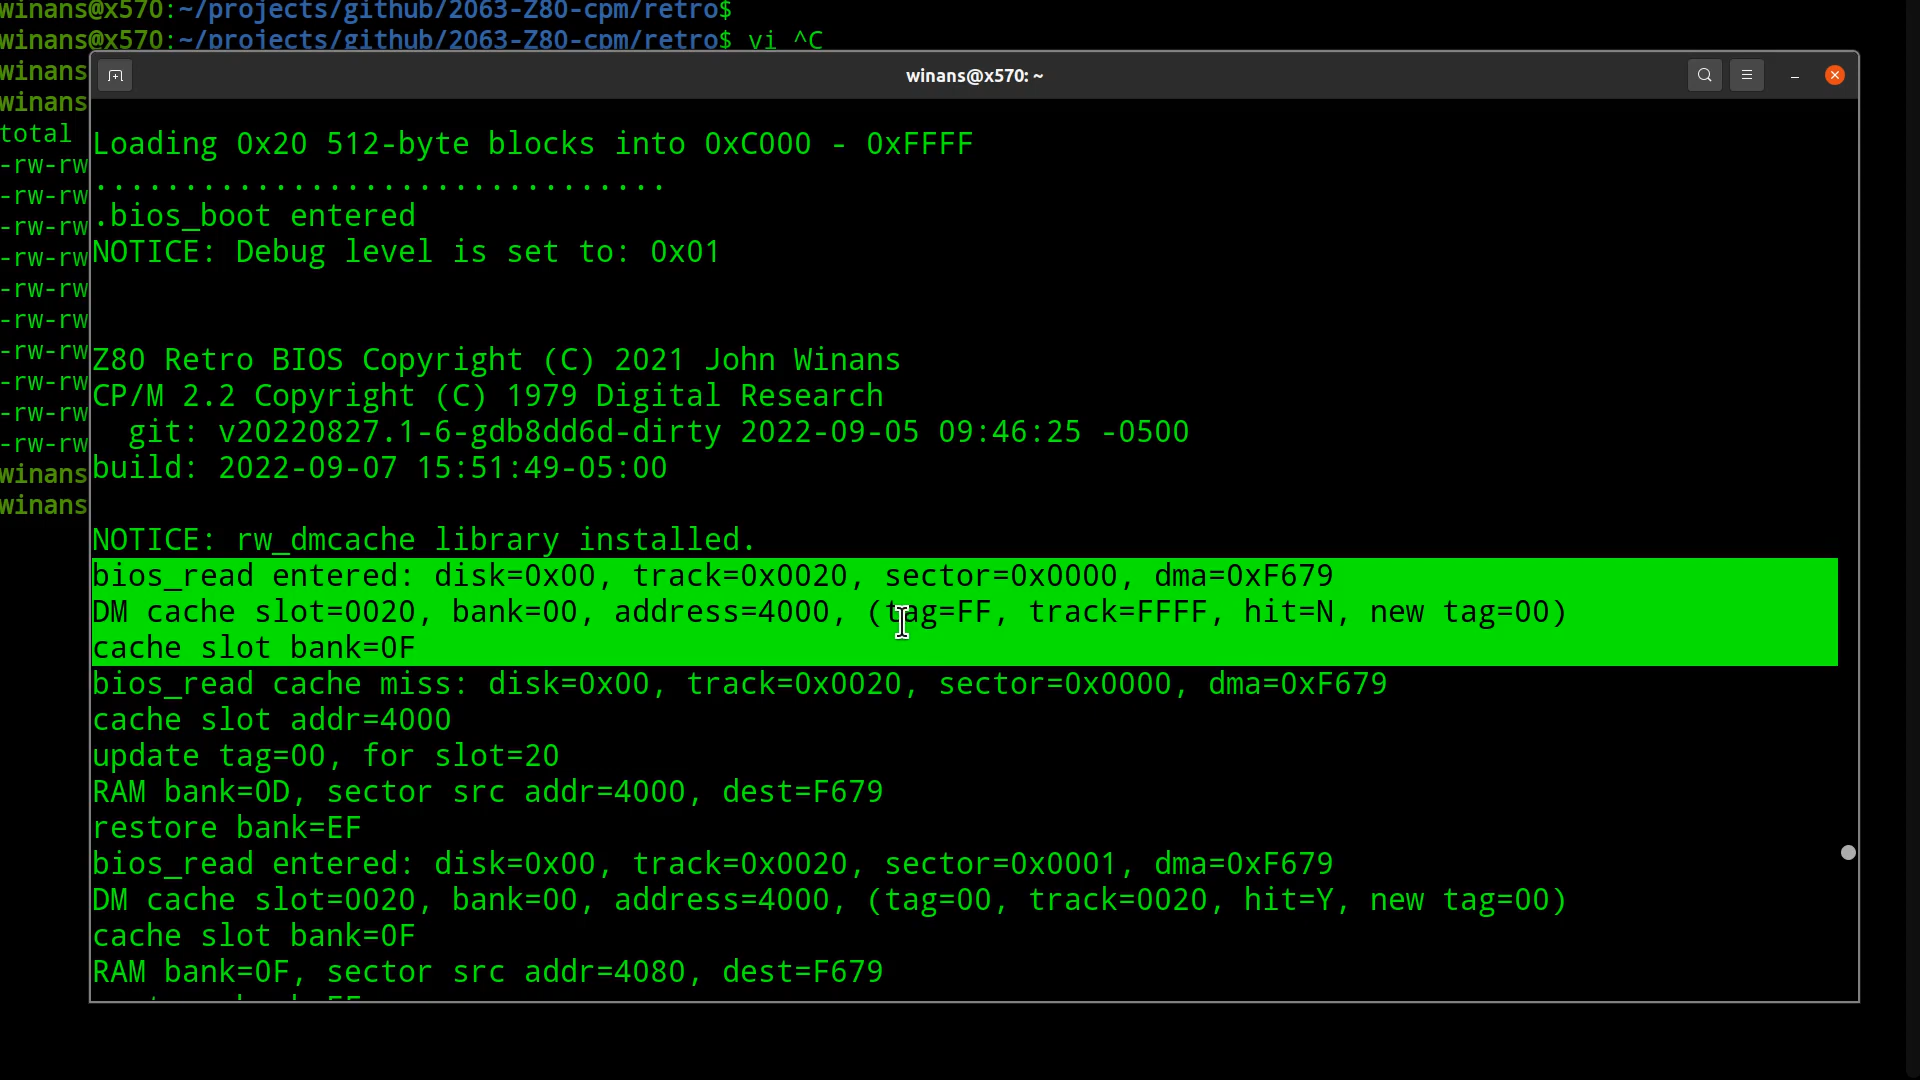 winans@x570:~/projects/github/2063-Z80-cpm/retro$
winans@x570:~/projects/github/2063-Z80-cpm/retro$ vi ^C
winans
winans
total
-rw-rw
-rw-rw
-rw-rw
-rw-rw
-rw-rw
-rw-rw
-rw-rw
-rw-rw
-rw-rw
-rw-rw
winans
winans
winans@x570: ~
Loading 0x20 512-byte blocks into 0xC000 - 0xFFFF
................................
.bios_boot entered
NOTICE: Debug level is set to: 0x01
Z80 Retro BIOS Copyright (C) 2021 John Winans
CP/M 2.2 Copyright (C) 1979 Digital Research
git: v20220827.1-6-gdb8dd6d-dirty 2022-09-05 09:46:25 -0500
build: 2022-09-07 15:51:49-05:00
NOTICE: rw_dmcache library installed.
bios_read entered: disk=0x00, track=0x0020, sector=0x0000, dma=0xF679
DM cache slot=0020, bank=00, address=4000, (tag=FF, track=FFFF, hit=N, new tag=00)
cache slot bank=0F
bios_read cache miss: disk=0x00, track=0x0020, sector=0x0000, dma=0xF679
cache slot addr=4000
update tag=00, for slot=20
RAM bank=0D, sector src addr=4000, dest=F679
restore bank=EF
bios_read entered: disk=0x00, track=0x0020, sector=0x0001, dma=0xF679
DM cache slot=0020, bank=00, address=4000, (tag=00, track=0020, hit=Y, new tag=00)
cache slot bank=0F
RAM bank=0F, sector src addr=4080, dest=F679